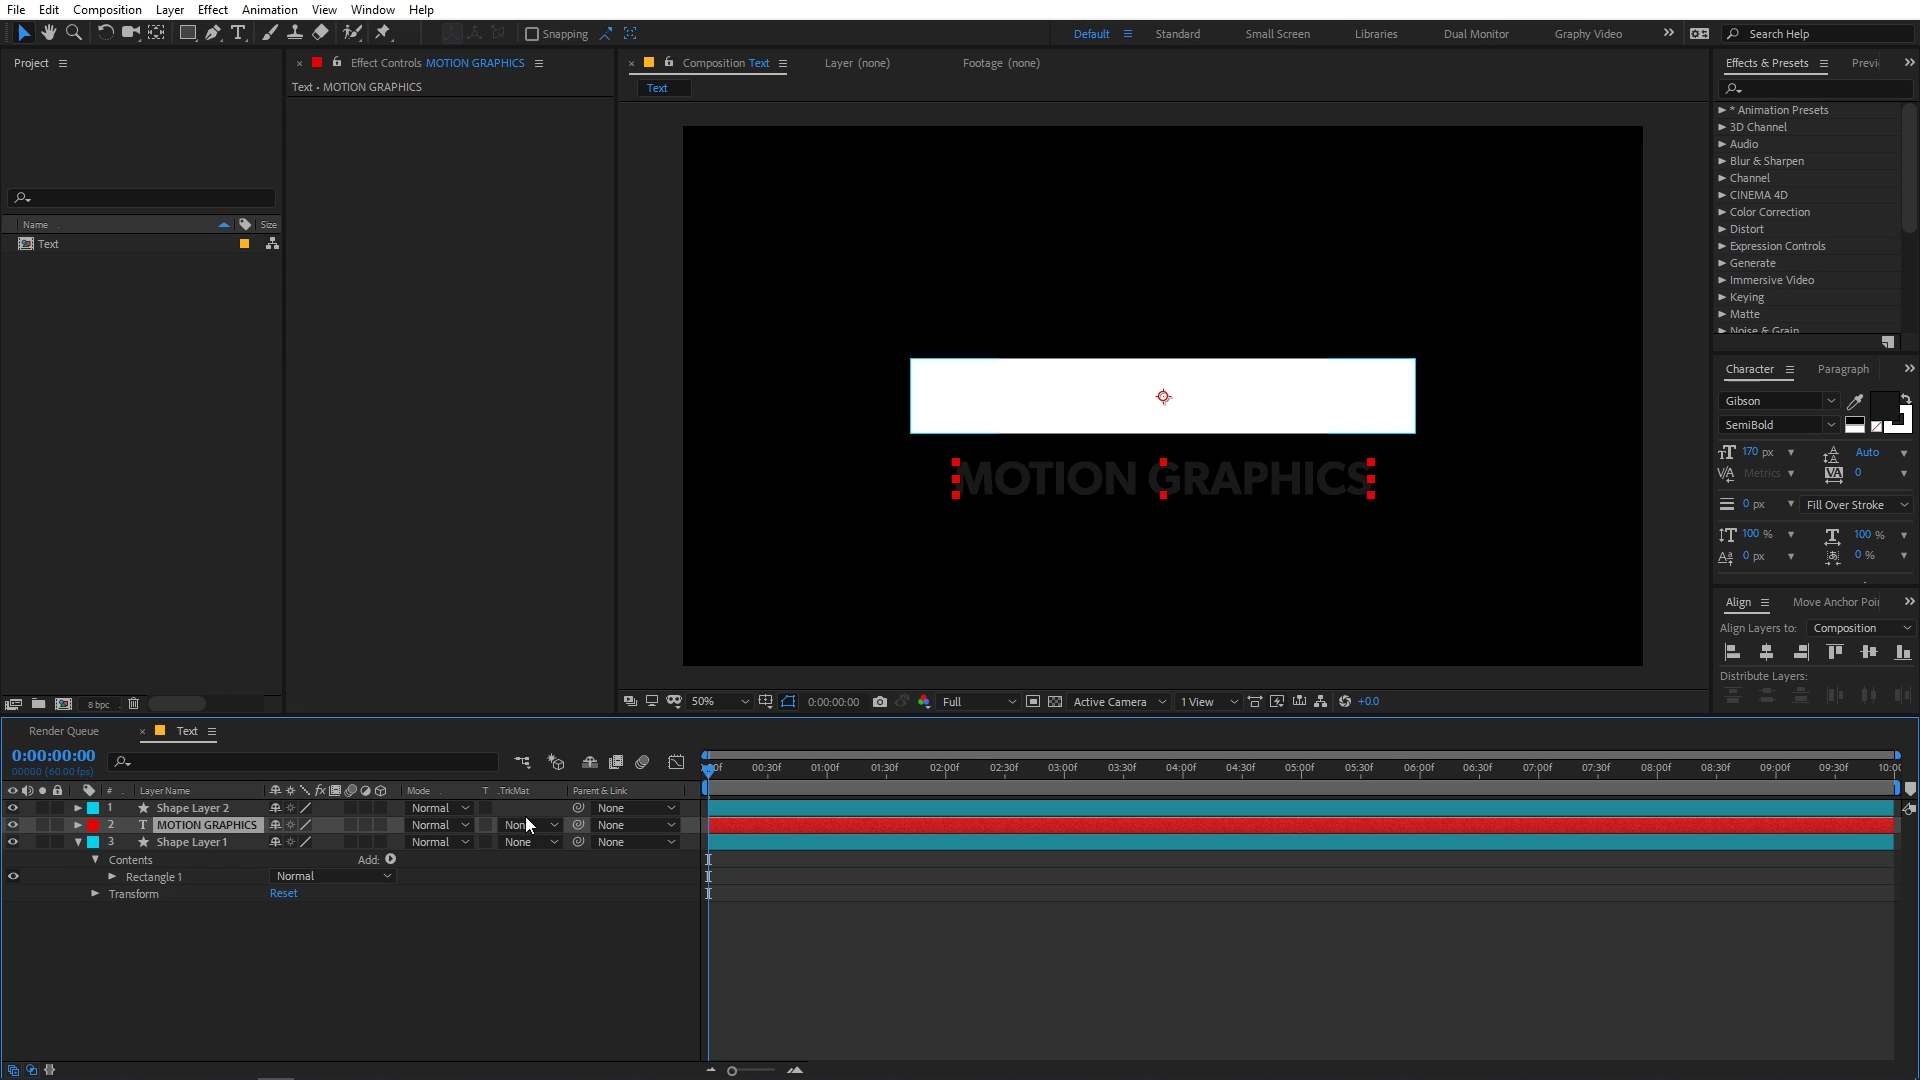 File Edit Composition Layer Effect Animation View Window Help
Snapping Default Standard Small Screen Libraries Dual Monitor Graphy Video Search Help
Project Effect Controls MOTION GRAPHICS Composition Text Layer (none) Footage (none) Effects & Presets
Text • MOTION GRAPHICS
Text
* Animation Presets
3D Channel
Audio
Blur & Sharpen
Channel
CINEMA 4D
Color Correction
Distort
Expression Controls
Generate
Immersive Video
Keying
Matte
Noise & Grain
Name Size
Text
MOTION GRAPHICS
Character Paragraph
Gibson
SemiBold
170 px Auto
Metrics 0
0 px Fill Over Stroke
100 % 100 %
0 px 0 %
Align
Align Layers to: Composition
Distribute Layers:
8 bpc 50% 0:00:00:00 Full Active Camera 1 View +0.0
Render Queue Text
0:00:00:00
00000 (60.00 fps)
00:30f 01:00f 01:30f 02:00f 02:30f 03:00f 03:30f 04:00f 04:30f 05:00f 05:30f 06:00f 06:30f 07:00f 07:30f 08:00f 08:30f 09:00f 09:30f
# Layer Name Mode T .TrkMat Parent & Link
1 Shape Layer 2 Normal None
2 T MOTION GRAPHICS Normal None
3 Shape Layer 1 Normal None None
Contents Add:
Rectangle 1 Normal
Transform Reset